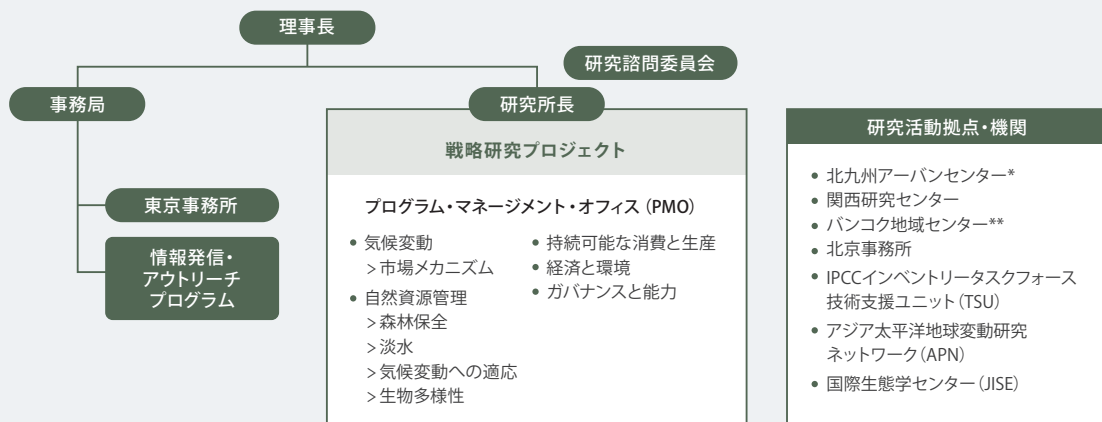 理事長
研究諮問委員会
事務局
研究所長
戦略研究プロジェクト
東京事務所
情報発信・
アウトリーチ
プログラム
プログラム・マネージメント・オフィス（PMO）
• 気候変動
> 市場メカニズム
• 自然資源管理
> 森林保全
> 淡水
> 気候変動への適応
> 生物多様性
• 持続可能な消費と生産
• 経済と環境
• ガバナンスと能力
研究活動拠点・機関
• 北九州アーバンセンター*
• 関西研究センター
• バンコク地域センター**
• 北京事務所
• IPCCインベントリータスクフォース
技術支援ユニット（TSU）
• アジア太平洋地球変動研究
ネットワーク（APN）
• 国際生態学センター（JISE）